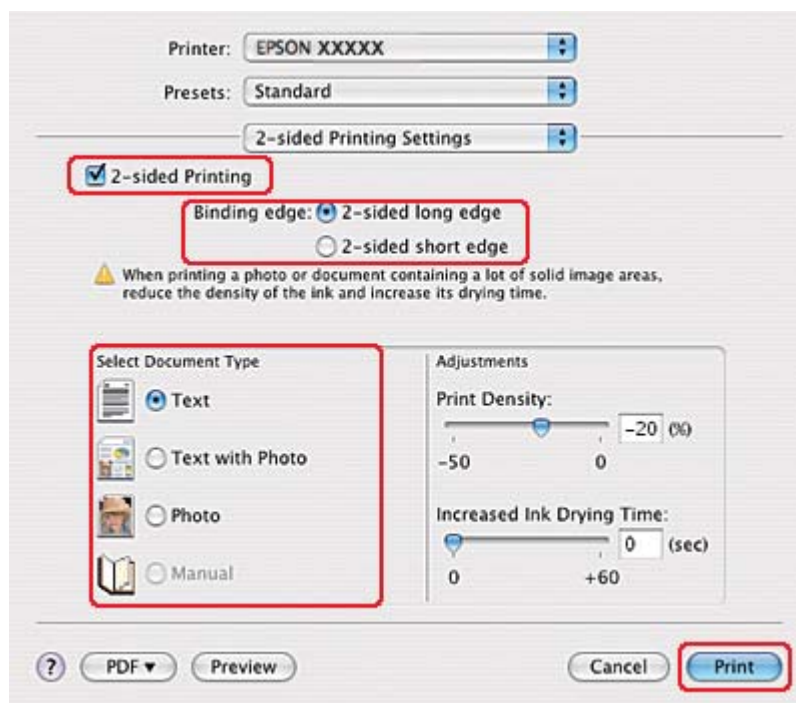 Printer: EPSON XXXXX
Presets: Standard
2-sided Printing Settings
2-sided Printing
Binding edge: 2-sided long edge
2-sided short edge
When printing a photo or document containing a lot of solid image areas,
reduce the density of the ink and increase its drying time.
Select Document Type
Text
Text with Photo
Photo
Manual
Adjustments
Print Density:
-20 (%)
-50 0
Increased Ink Drying Time:
0 (sec)
0 +60
? PDF ▼ Preview Cancel Print